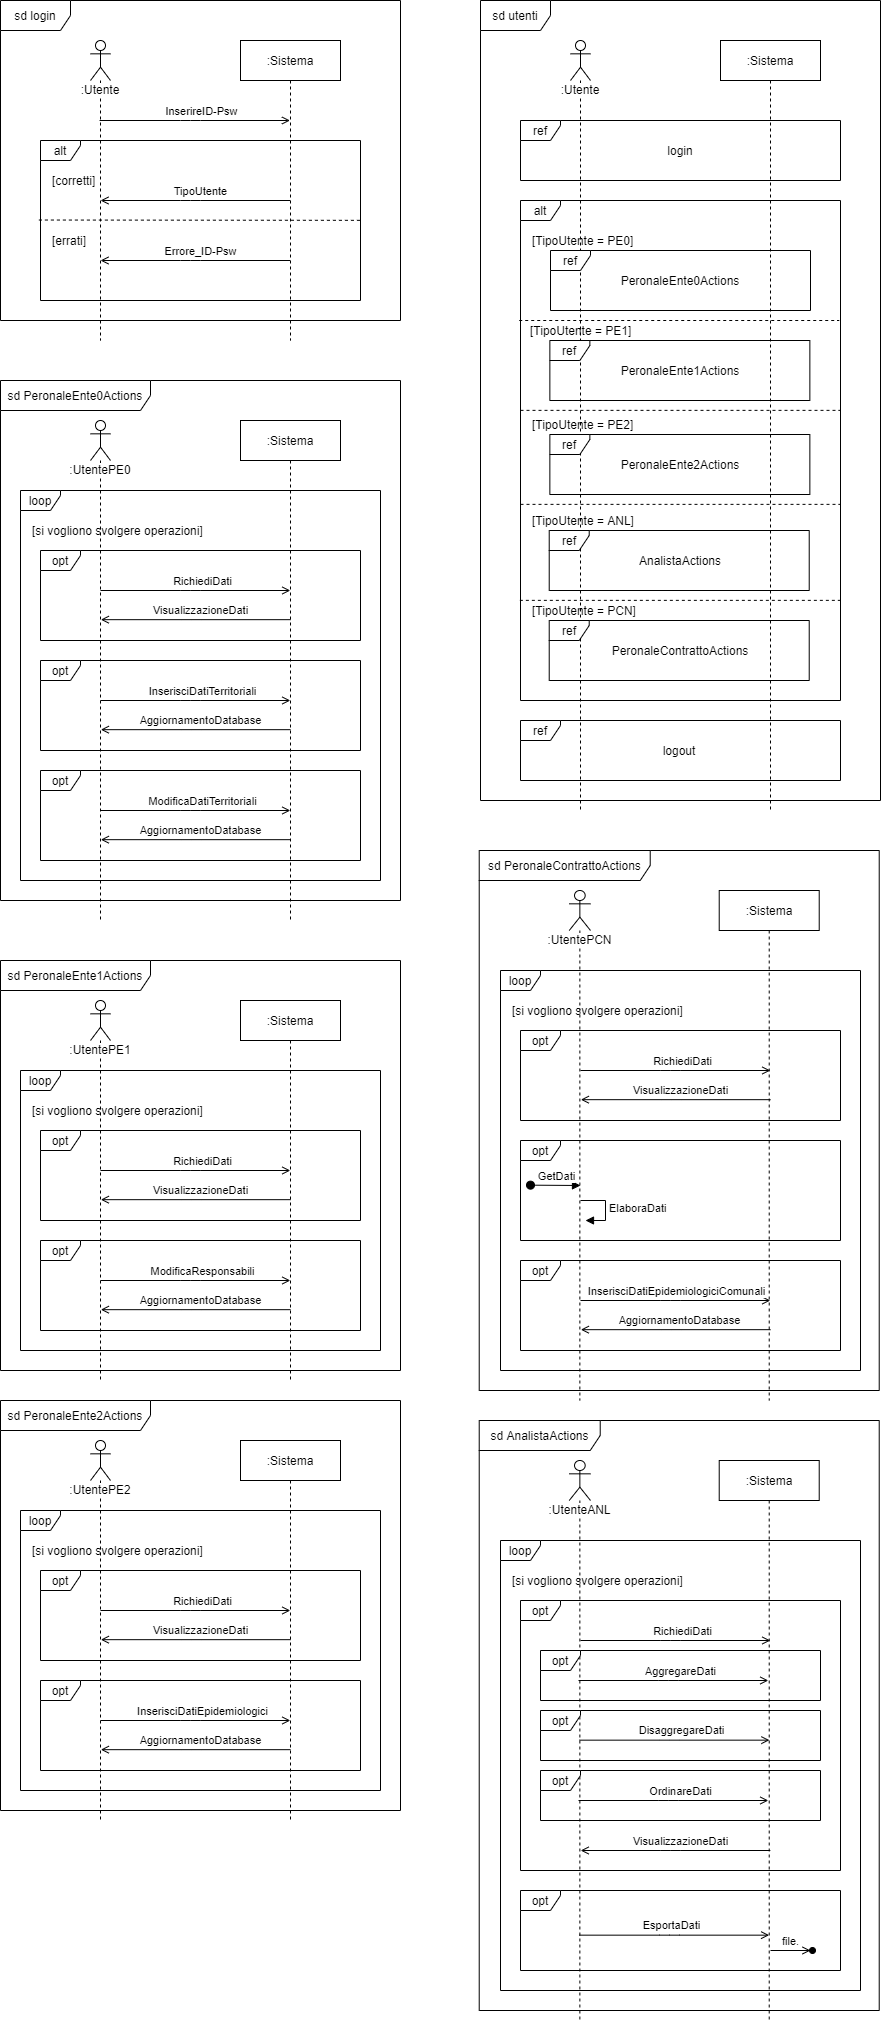 sd login
:Utente
:Sistema
InserireID-Psw
alt
[corretti]
TipoUtente
[errati]
Errore_ID-Psw
sd PeronaleEnte0Actions
:UtentePE0
:Sistema
loop
[si vogliono svolgere operazioni]
opt
RichiediDati
VisualizzazioneDati
opt
InserisciDatiTerritoriali
AggiornamentoDatabase
opt
ModificaDatiTerritoriali
AggiornamentoDatabase
sd PeronaleEnte1Actions
:UtentePE1
:Sistema
loop
[si vogliono svolgere operazioni]
opt
RichiediDati
VisualizzazioneDati
opt
ModificaResponsabili
AggiornamentoDatabase
sd PeronaleEnte2Actions
:UtentePE2
:Sistema
loop
[si vogliono svolgere operazioni]
opt
RichiediDati
VisualizzazioneDati
opt
InserisciDatiEpidemiologici
AggiornamentoDatabase
sd utenti
:Utente
:Sistema
ref
login
alt
[TipoUtente = PE0]
ref
PeronaleEnte0Actions
[TipoUtente = PE1]
ref
PeronaleEnte1Actions
[TipoUtente = PE2]
ref
PeronaleEnte2Actions
[TipoUtente = ANL]
ref
AnalistaActions
[TipoUtente = PCN]
ref
PeronaleContrattoActions
ref
logout
sd PeronaleContrattoActions
:UtentePCN
:Sistema
loop
[si vogliono svolgere operazioni]
opt
RichiediDati
VisualizzazioneDati
opt
GetDati
ElaboraDati
opt
InserisciDatiEpidemiologiciComunali
AggiornamentoDatabase
sd AnalistaActions
:UtenteANL
:Sistema
loop
[si vogliono svolgere operazioni]
opt
RichiediDati
opt
AggregareDati
opt
DisaggregareDati
opt
OrdinareDati
VisualizzazioneDati
opt
EsportaDati
file.